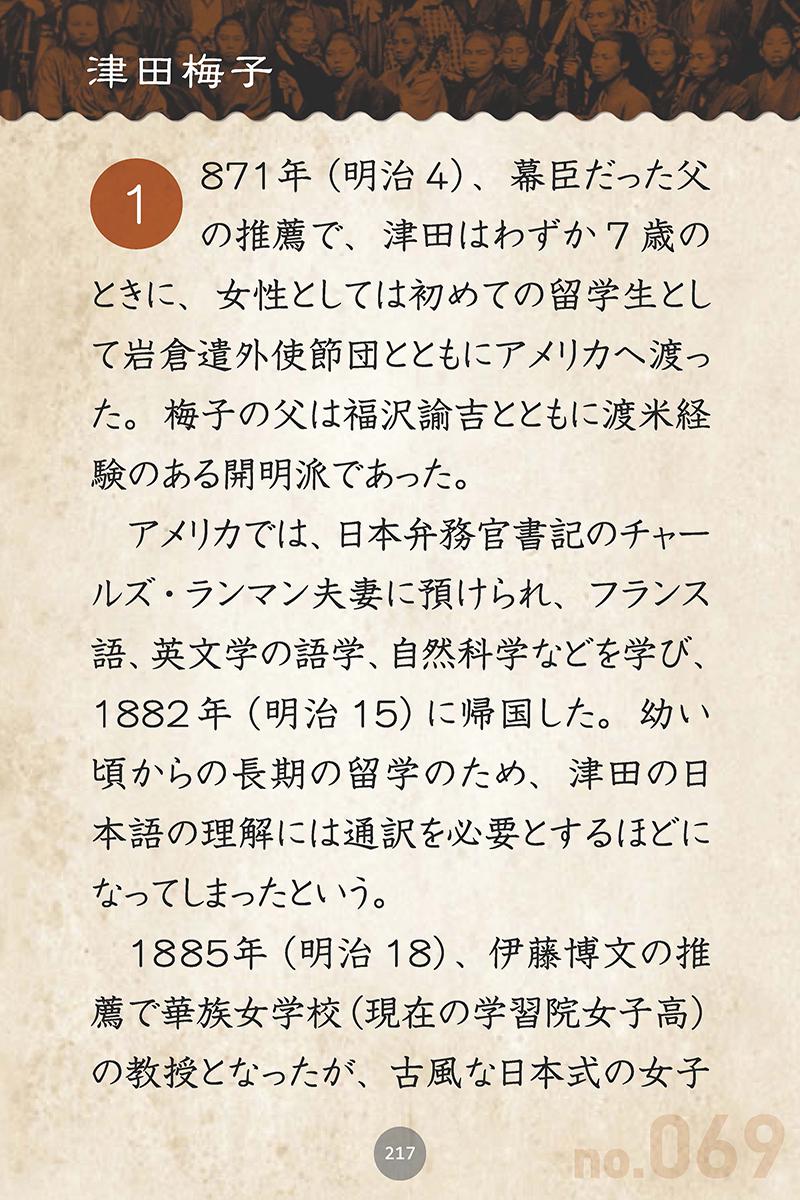 津田梅子
1871年（明治4）、幕臣だった父
の推薦で、津田はわずか7歳の
ときに、女性としては初めての留学生とし
て岩倉遣外使節団とともにアメリカへ渡っ
た。梅子の父は福沢諭吉とともに渡米経
験のある開明派であった。
アメリカでは、日本弁務官書記のチャー
ルズ・ランマン夫妻に預けられ、フランス
語、英文学の語学、自然科学などを学び、
1882年（明治15）に帰国した。幼い
頃からの長期の留学のため、津田の日
本語の理解には通訳を必要とするほどに
なってしまったという。
1885年（明治18）、伊藤博文の推
薦で華族女学校（現在の学習院女子高）
の教授となったが、古風な日本式の女子
217
no.069